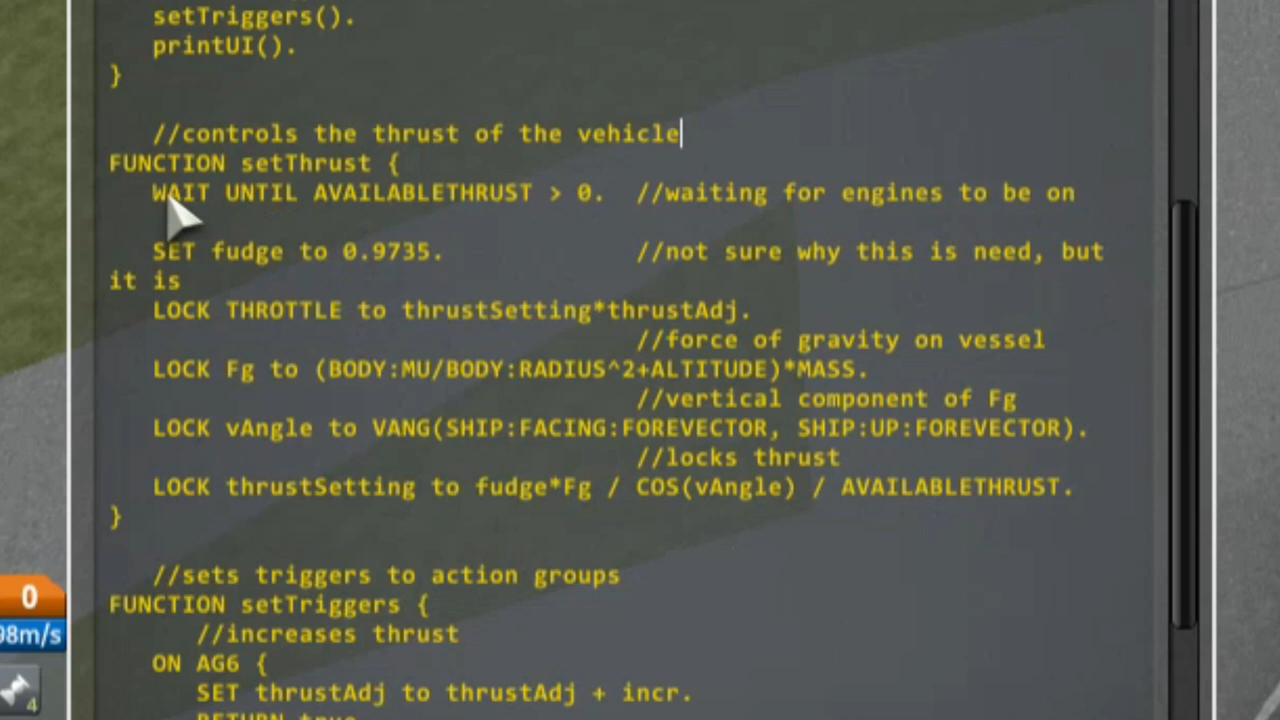 setTriggers().
printUI().
}
//controls the thrust of the vehicle
FUNCTION setThrust {
WAIT UNTIL AVAILABLETHRUST > 0. //waiting for engines to be on
SET fudge to 0.9735. //not sure why this is need, but
it is
LOCK THROTTLE to thrustSetting*thrustAdj.
//force of gravity on vessel
LOCK Fg to (BODY:MU/BODY:RADIUS^2+ALTITUDE)*MASS.
//vertical component of Fg
LOCK vAngle to VANG(SHIP:FACING:FOREVECTOR, SHIP:UP:FOREVECTOR).
//locks thrust
LOCK thrustSetting to fudge*Fg / COS(vAngle) / AVAILABLETHRUST.
}
//sets triggers to action groups
FUNCTION setTriggers {
//increases thrust
ON AG6 {
SET thrustAdj to thrustAdj + incr.
RETURN true
0
98m/s
4